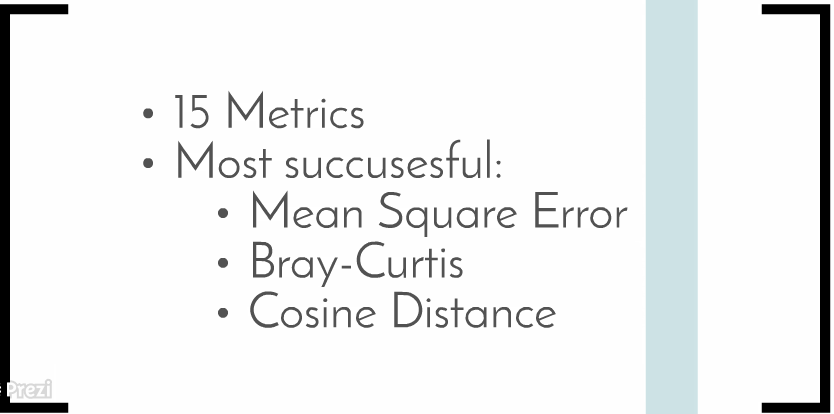 • 15 Metrics
• Most succusesful:
• Mean Square Error
• Bray-Curtis
• Cosine Distance
Prezi